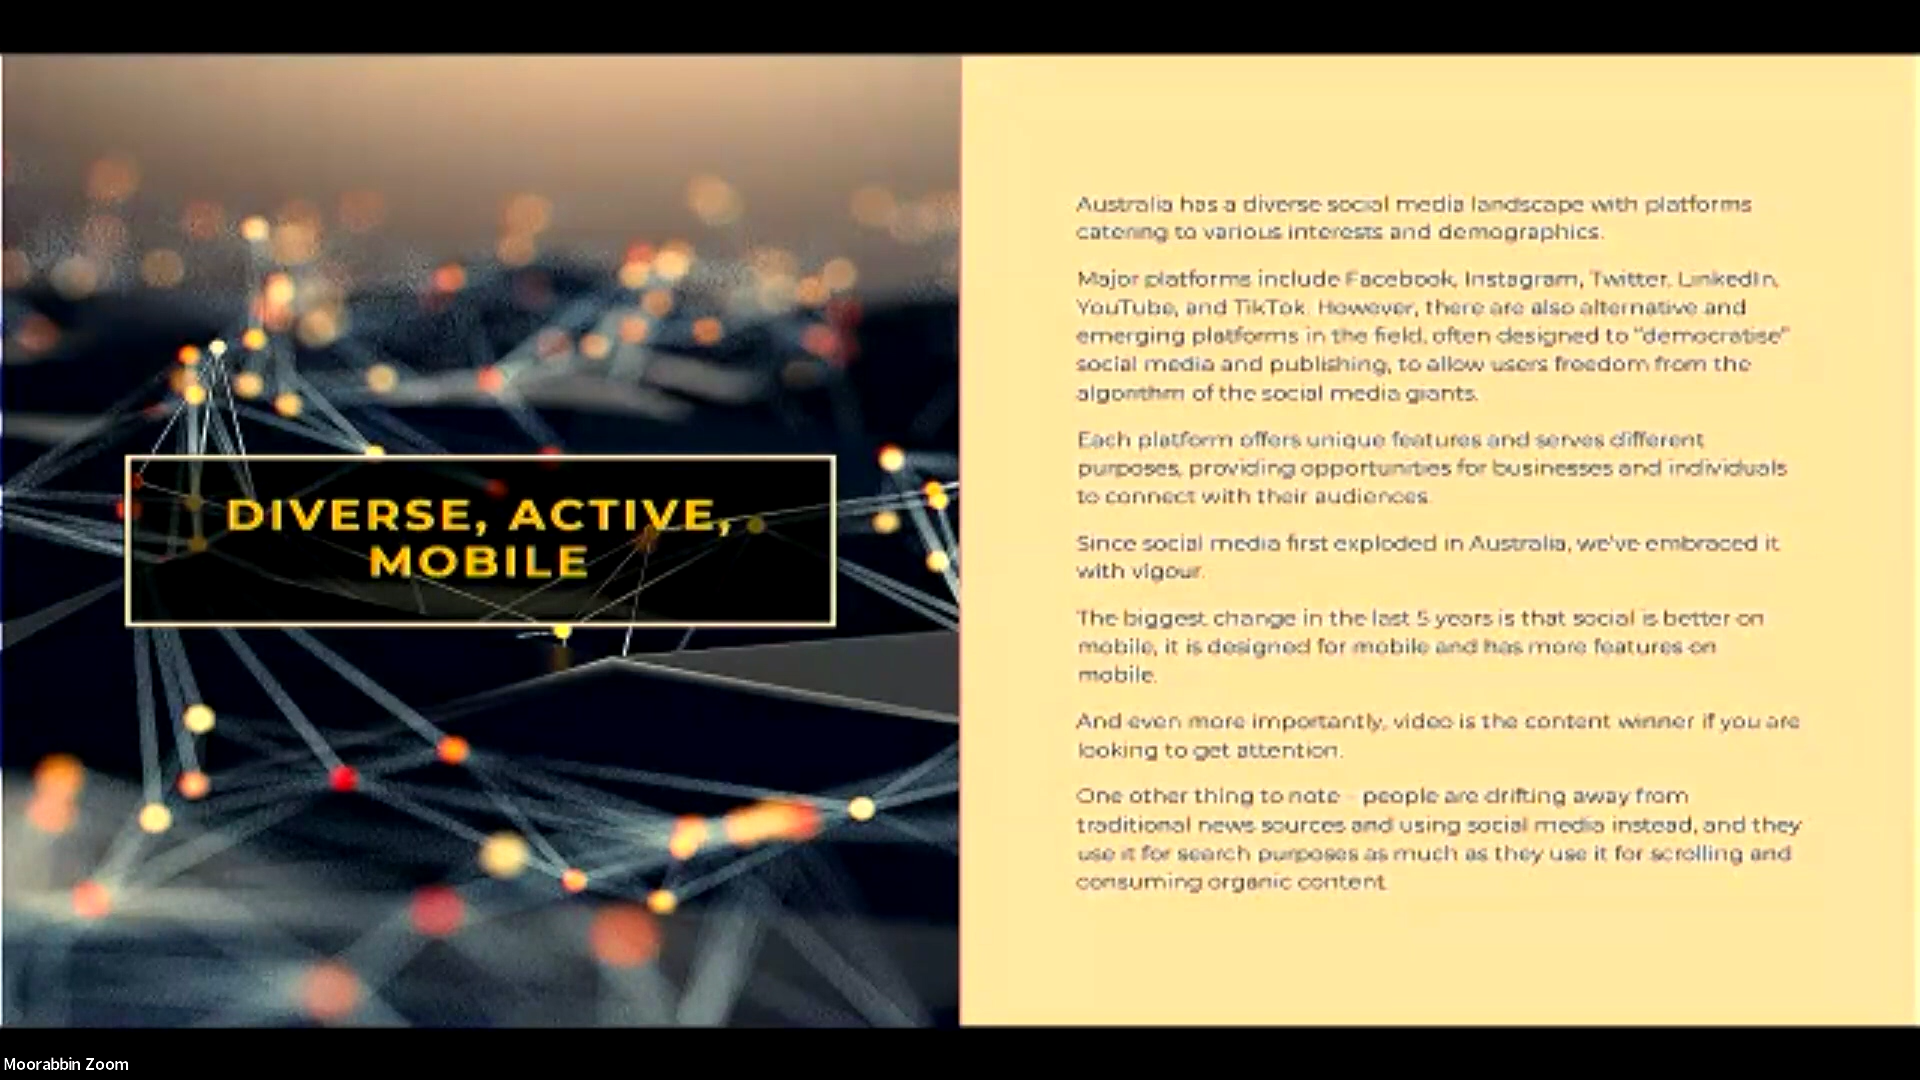 DIVERSE, ACTIVE,
MOBILE
Australia has a diverse social media landscape with platforms
catering to various interests and demographics.
Major platforms include Facebook, Instagram, Twitter, LinkedIn,
YouTube, and TikTok. However, there are also alternative and
emerging platforms in the field, often designed to "democratise"
social media and publishing, to allow users freedom from the
algorithm of the social media giants.
Each platform offers unique features and serves different
purposes, providing opportunities for businesses and individuals
to connect with their audiences.
Since social media first exploded in Australia, we've embraced it
with vigour.
The biggest change in the last 5 years is that social is better on
mobile, it is designed for mobile and has more features on
mobile.
And even more importantly, video is the content winner if you are
looking to get attention.
One other thing to note – people are drifting away from
traditional news sources and using social media instead, and they
use it for search purposes as much as they use it for scrolling and
consuming organic content.
Moorabbin Zoom